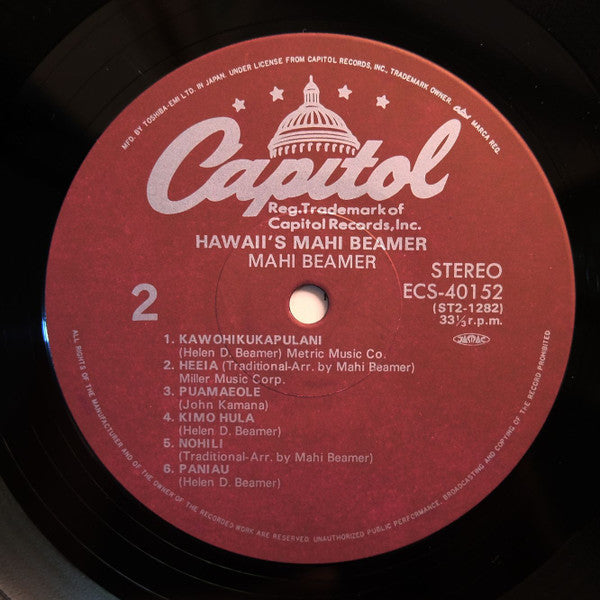 MFD. BY TOSHIBA-EMI LTD. IN JAPAN. UNDER LICENSE FROM CAPITOL RECORDS, INC., TRADEMARK OWNER. MARCA REG.
Capitol
Reg.Trademark of
Capitol Records, Inc.
HAWAII'S MAHI BEAMER
MAHI BEAMER
2
STEREO
ECS-40152
(ST2-1282)
33⅓ r.p.m.
JASRAC
1. KAWOHIKUKAPULANI
(Helen D. Beamer) Metric Music Co.
2. HEEIA (Traditional-Arr. by Mahi Beamer)
Miller Music Corp.
3. PUAMAEOLE
(John Kamana)
4. KIMO HULA
(Helen D. Beamer)
5. NOHILI
(Traditional-Arr. by Mahi Beamer)
6. PANIAU
(Helen D. Beamer)
ALL RIGHTS OF THE MANUFACTURER AND OF THE OWNER OF THE RECORDED WORK ARE RESERVED. UNAUTHORIZED PUBLIC PERFORMANCE, BROADCASTING AND COPYING OF THE RECORD PROHIBITED